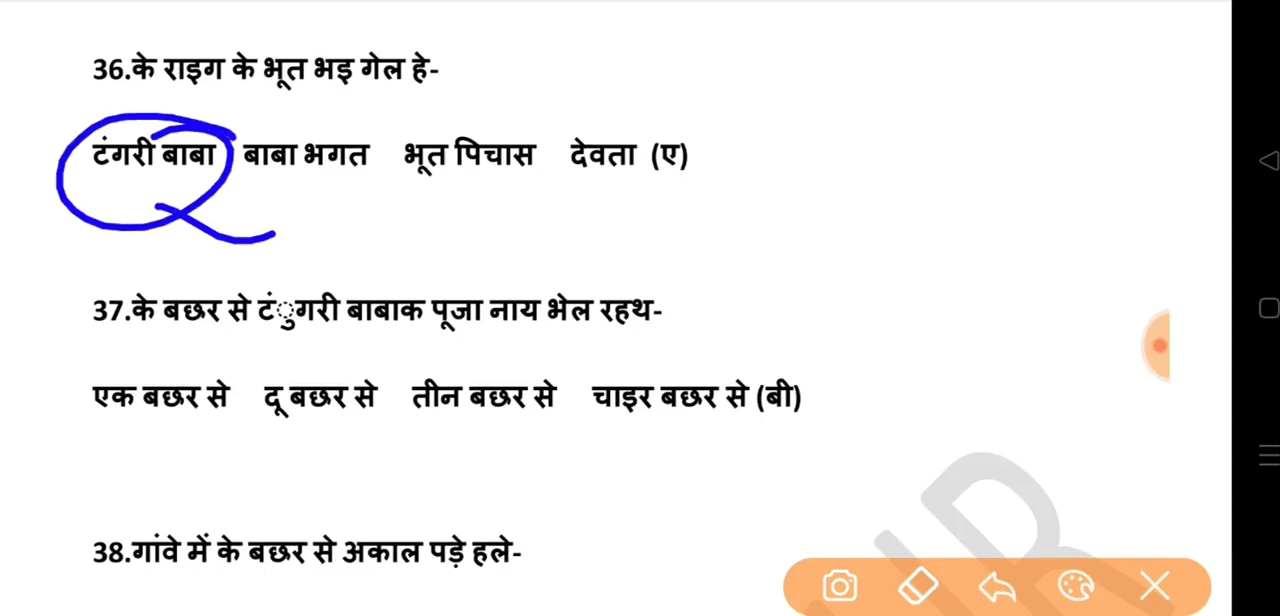 36.के राइग के भूत भइ गेल हे-
टंगरी बाबा बाबा भगत भूत पिचास देवता (ए)
37.के बछर से टंुगरी बाबाक पूजा नाय भेल रहथ-
एक बछर से दू बछर से तीन बछर से चाइर बछर से (बी)
38.गांवे में के बछर से अकाल पड़े हले-